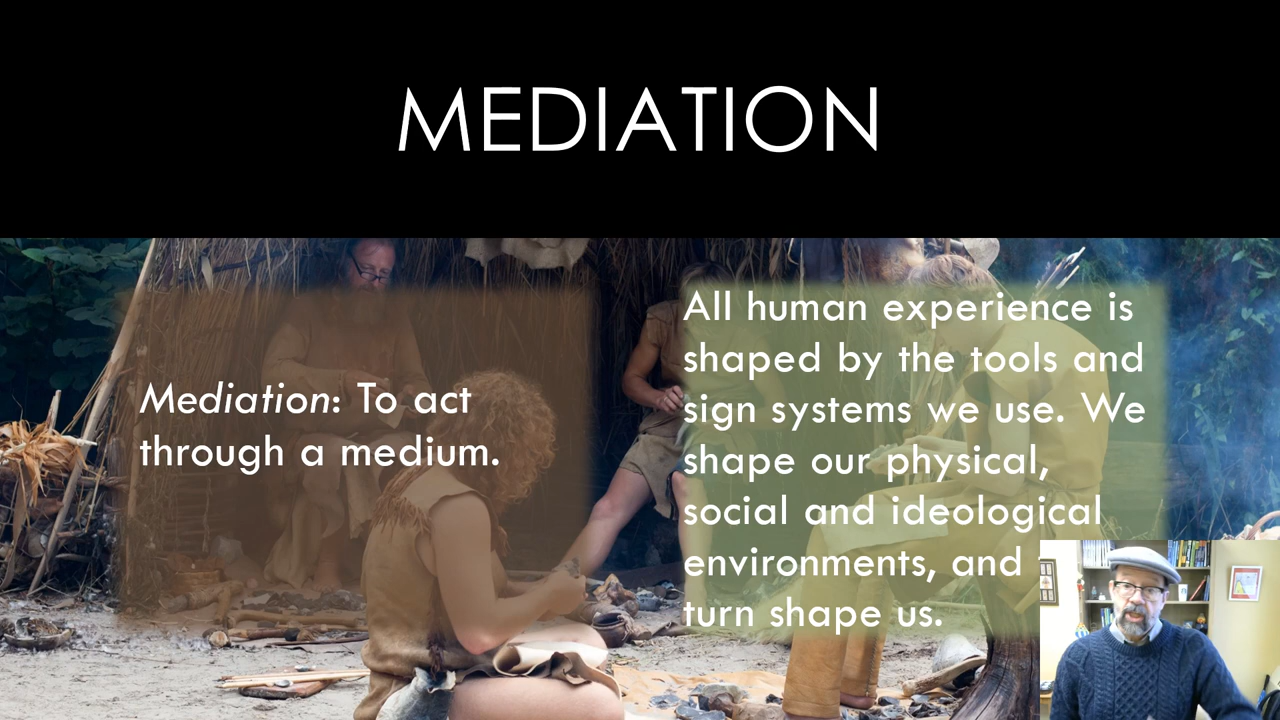 MEDIATION
Mediation: To act
through a medium.
All human experience is
shaped by the tools and
sign systems we use. We
shape our physical,
social and ideological
environments, and
turn shape us.